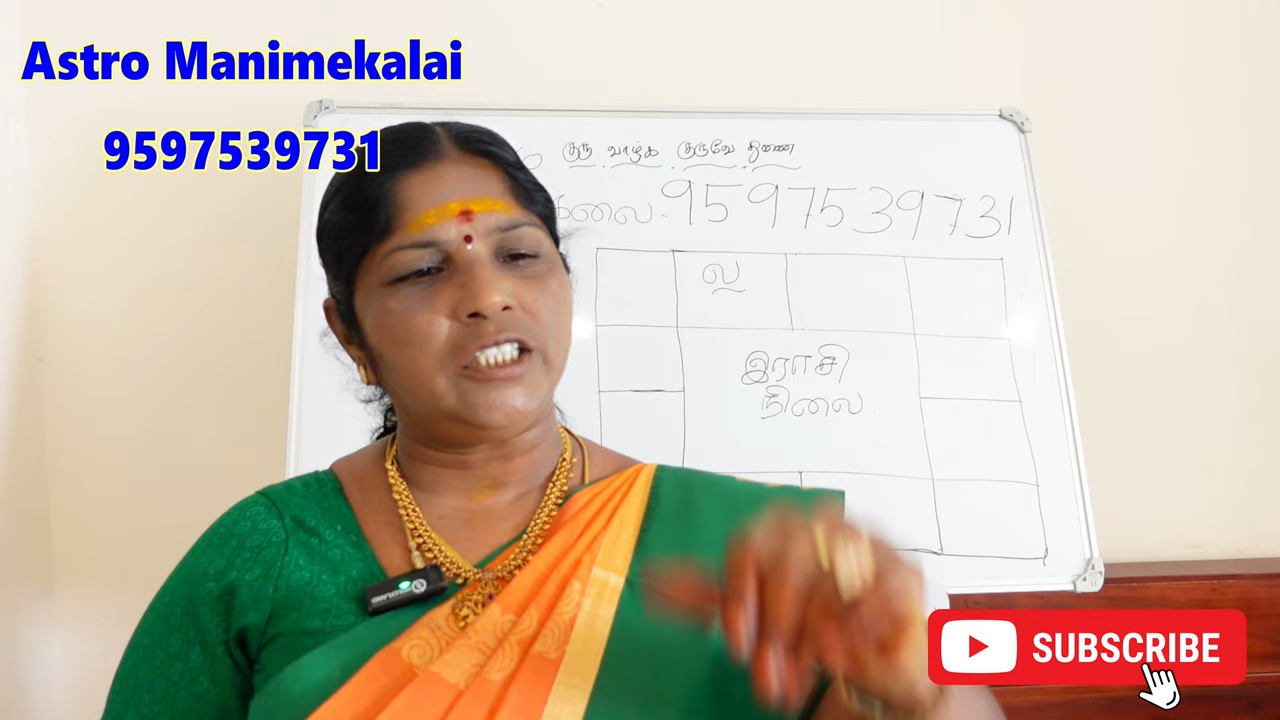 Astro Manimekalai
9597539731
குரு வாழ்க குருவே துணை
கலை - 9597539731
ல
இராசி
நிலை
SUBSCRIBE